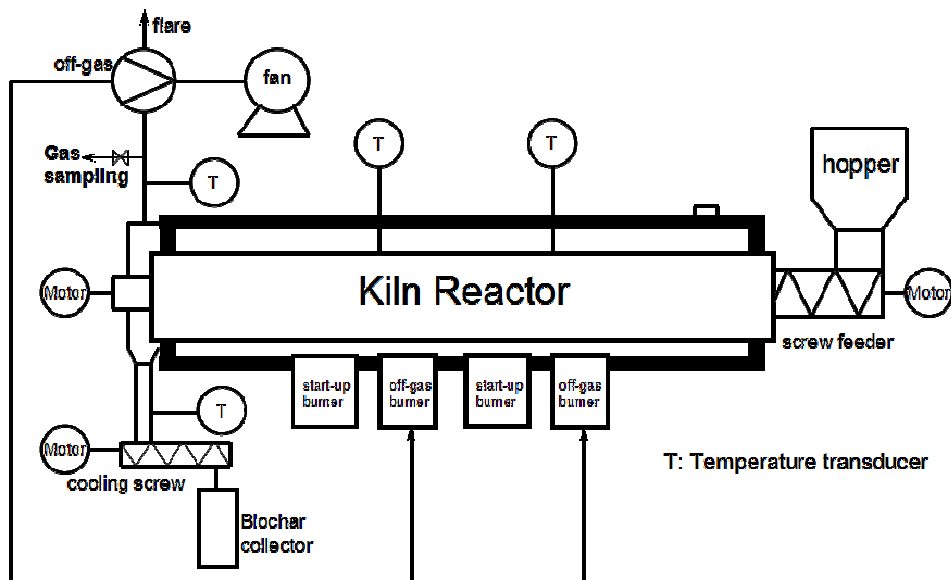 flare
off-gas
fan
Gas
sampling
T
T
T
hopper
Motor
Kiln Reactor
Motor
screw feeder
start-up
burner
off-gas
burner
start-up
burner
off-gas
burner
T
Motor
cooling screw
T: Temperature transducer
Biochar
collector